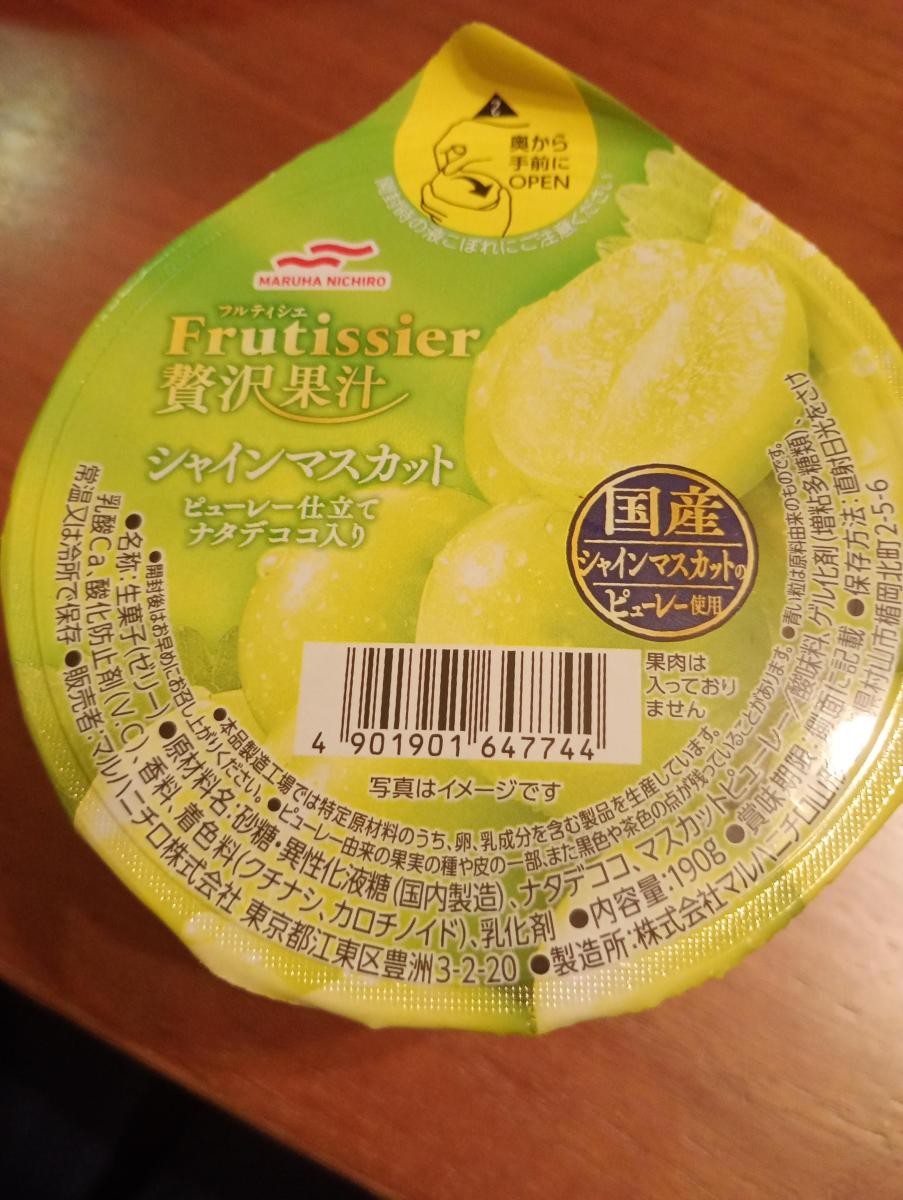 奥から
手前に
OPEN
開封時の液こぼれにご注意ください
MARUHA NICHIRO
フルティシエ
Frutissier
贅沢果汁
シャインマスカット
ピューレー仕立て
ナタデココ入り
国産
シャインマスカットの
ピューレー使用
果肉は
入っており
ません
4 901901 647744
写真はイメージです
●開封後はお早めにお召し上がりください。●ピューレー由来の果実の種や皮の一部、また黒色や茶色の点が残っていることがあります。●青い粒は原料由来のものです。
●本品製造工場では特定原材料のうち、卵、乳成分を含む製品を生産しています。
●名称:生菓子(ゼリー) ●原材料名:砂糖・異性化液糖(国内製造)、ナタデココ、マスカットピューレー/酸味料、ゲル化剤(増粘多糖類)、
乳酸Ca、酸化防止剤(V.C)、香料、着色料(クチナシ、カロチノイド)、乳化剤 ●内容量:190g ●賞味期限:側面に記載 ●保存方法:直射日光をさけ
常温又は冷所で保存 ●販売者:マルハニチロ株式会社 東京都江東区豊洲3-2-20 ●製造所:株式会社マルハニチロ山形 県村山市楯岡北町2-5-6